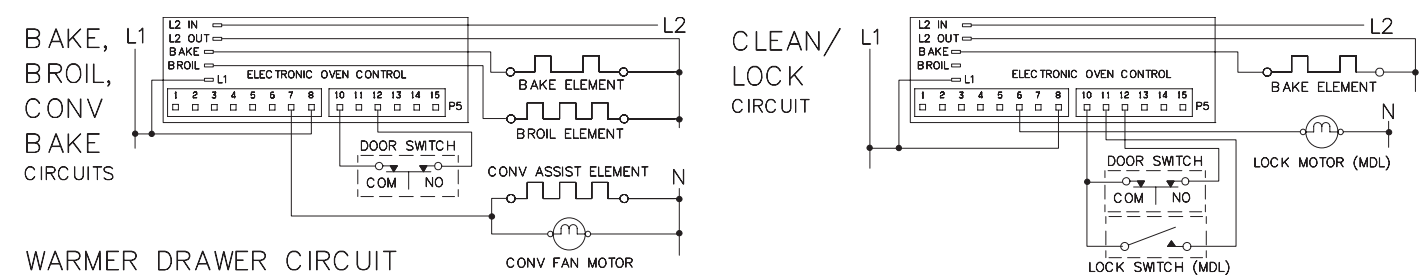 BAKE,
BROIL,
CONV
BAKE
CIRCUITS
L1
L2 IN
L2 OUT
BAKE
BROIL
L1
ELECTRONIC OVEN CONTROL
1 2 3 4 5 6 7 8 10 11 12 13 14 15
P5
L2
BAKE ELEMENT
BROIL ELEMENT
DOOR SWITCH
COM NO
CONV ASSIST ELEMENT
N
CONV FAN MOTOR
WARMER DRAWER CIRCUIT
CLEAN/
LOCK
CIRCUIT
L1
L2 IN
L2 OUT
BAKE
BROIL
L1
ELECTRONIC OVEN CONTROL
1 2 3 4 5 6 7 8 10 11 12 13 14 15
P5
L2
BAKE ELEMENT
N
LOCK MOTOR (MDL)
DOOR SWITCH
COM NO
LOCK SWITCH (MDL)